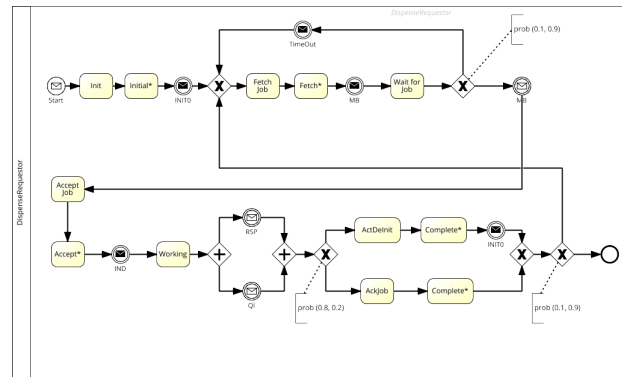 DispenseRequestor
DispenseRequestor
prob (0.1, 0.9)
TimeOut
Start
Init
Initial*
INIT0
Fetch
Job
Fetch*
MB
Wait for
Job
MB
Accept
Job
Accept*
IND
Working
RSP
QI
ActDeInit
Complete*
INIT0
AckJob
Complete*
prob (0.8, 0.2)
prob (0.1, 0.9)